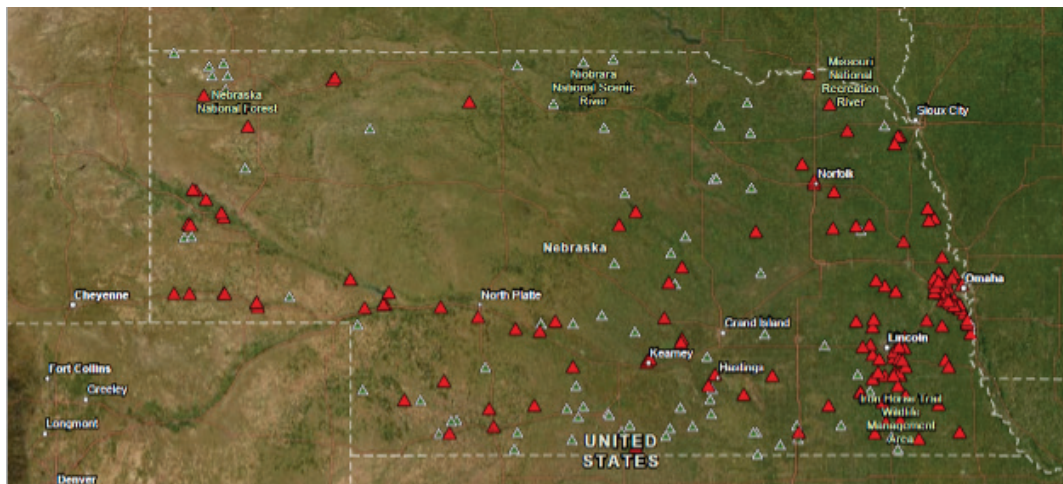 Niobrara
National Scenic
River
Missouri
National
Recreation
River
Nebraska
National Forest
Sioux City
Norfolk
Nebraska
Omaha
Cheyenne
North Platte
Grand Island
Lincoln
Fort Collins
Kearney
Hastings
Greeley
Iron Horse Trail
Wildlife
Management
Area
Longmont
UNITED
STATES
Denver